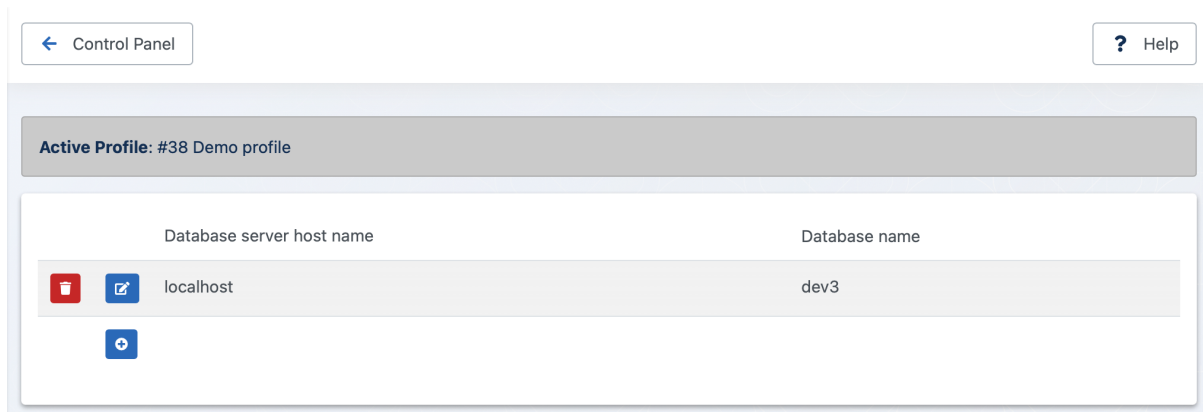 Control Panel
Help
Active Profile: #38 Demo profile
Database server host name Database name
localhost dev3